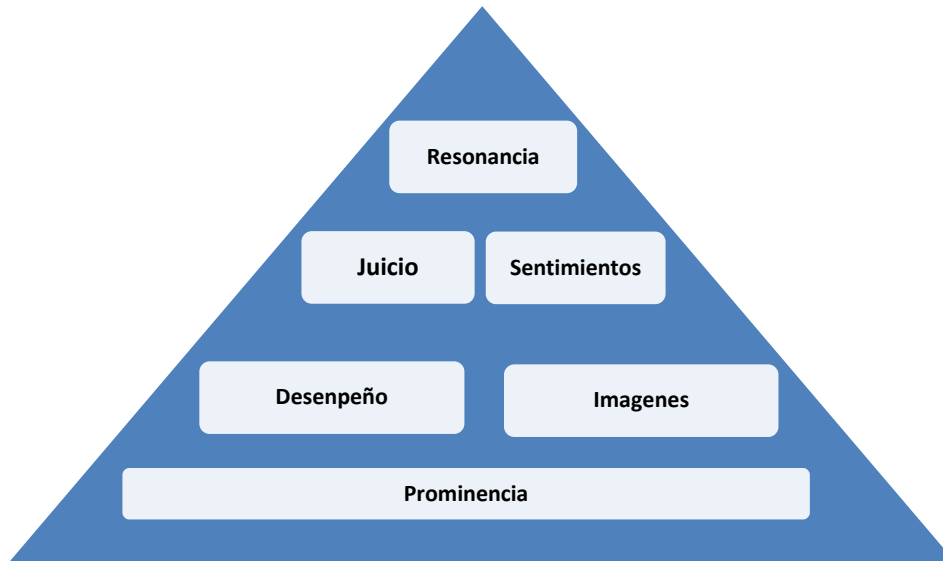 Resonancia
Juicio
Sentimientos
Desenpeño
Imagenes
Prominencia